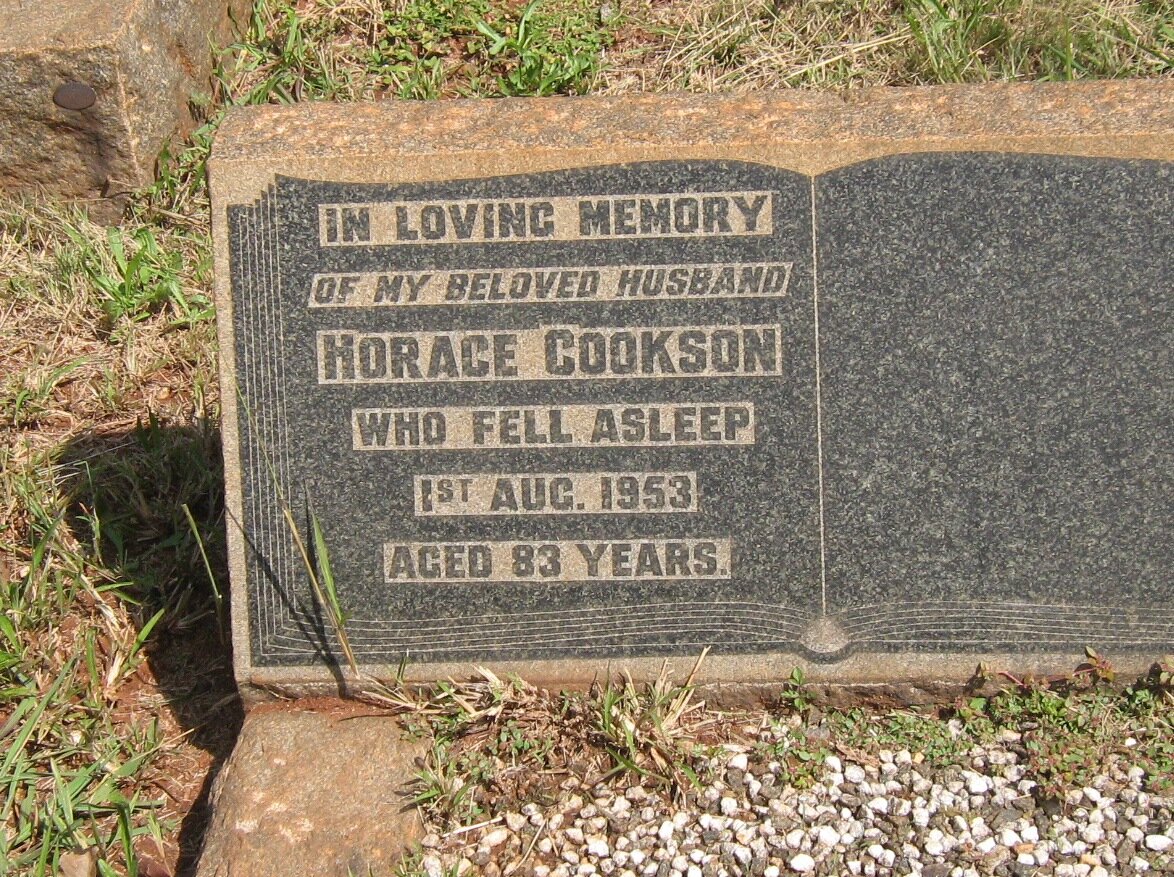 IN LOVING MEMORY
OF MY BELOVED HUSBAND
HORACE COOKSON
WHO FELL ASLEEP
1ST AUG. 1953
AGED 83 YEARS.